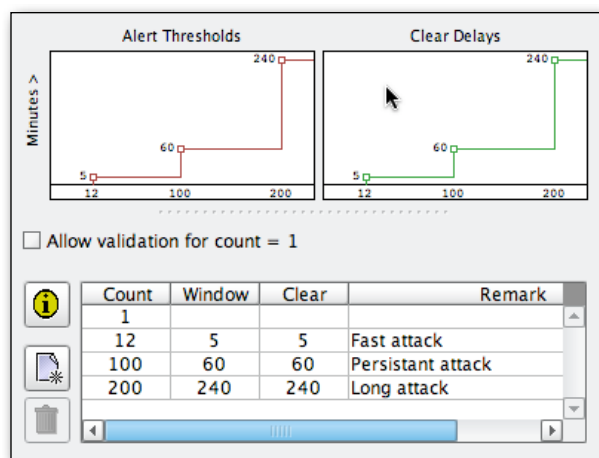 Alert Thresholds Clear Delays
Minutes >
240 240
60 60
5 5
12 100 200 12 100 200
Allow validation for count = 1
Count Window Clear Remark
1
12 5 5 Fast attack
100 60 60 Persistant attack
200 240 240 Long attack